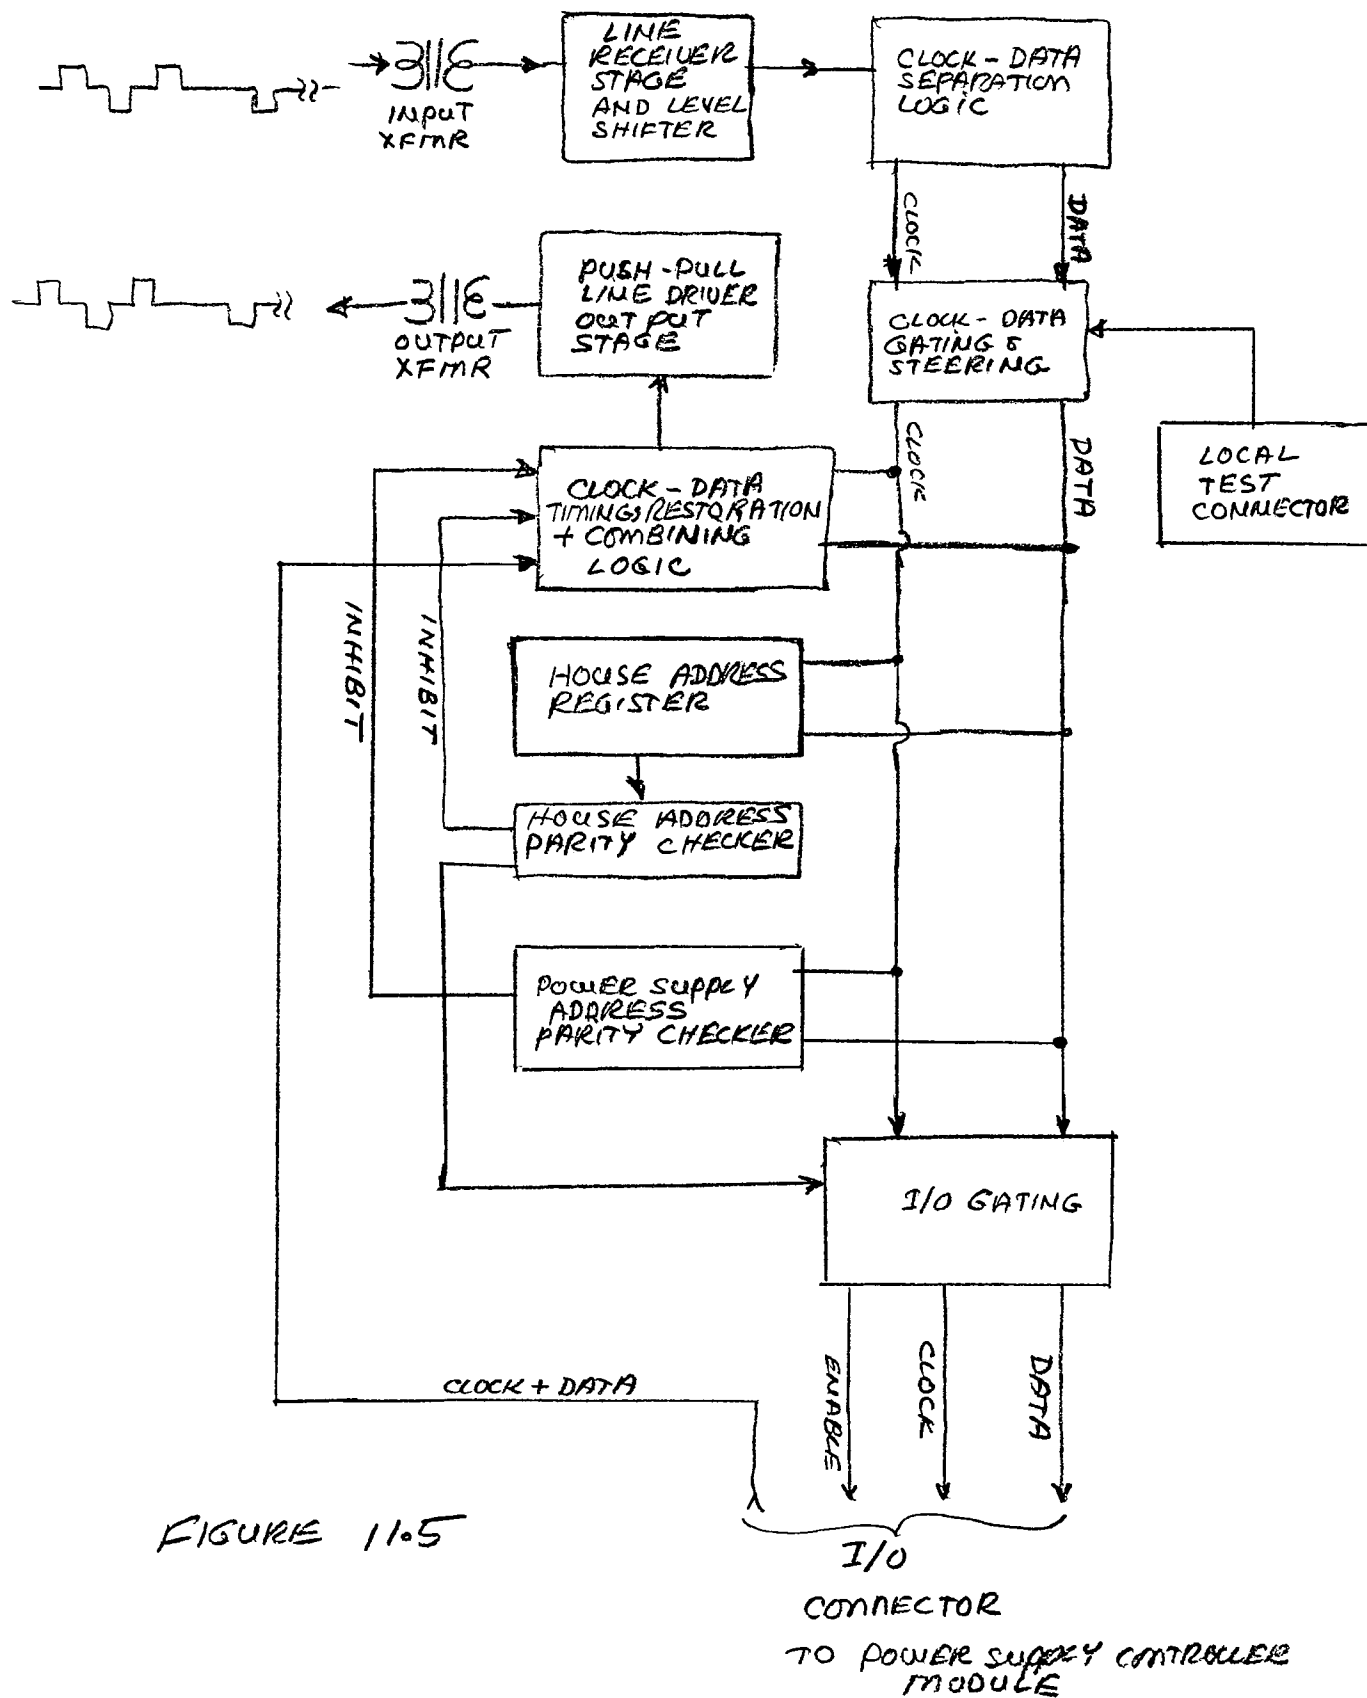 LINE
RECEIVER
STAGE
AND LEVEL
SHIFTER
CLOCK-DATA
SEPARATION
LOGIC
INPUT
XFMR
CLOCK
DATA
PUSH-PULL
LINE DRIVER
OUTPUT
STAGE
OUTPUT
XFMR
CLOCK-DATA
GATING &
STEERING
LOCAL
TEST
CONNECTOR
CLOCK
DATA
CLOCK-DATA
TIMING RESTORATION
+ COMBINING
LOGIC
INHIBIT
INHIBIT
HOUSE ADDRESS
REGISTER
HOUSE ADDRESS
PARITY CHECKER
POWER SUPPLY
ADDRESS
PARITY CHECKER
I/O GATING
ENABLE
CLOCK
DATA
CLOCK + DATA
FIGURE 11.5
I/O
CONNECTOR
TO POWER SUPPLY CONTROLLER
MODULE